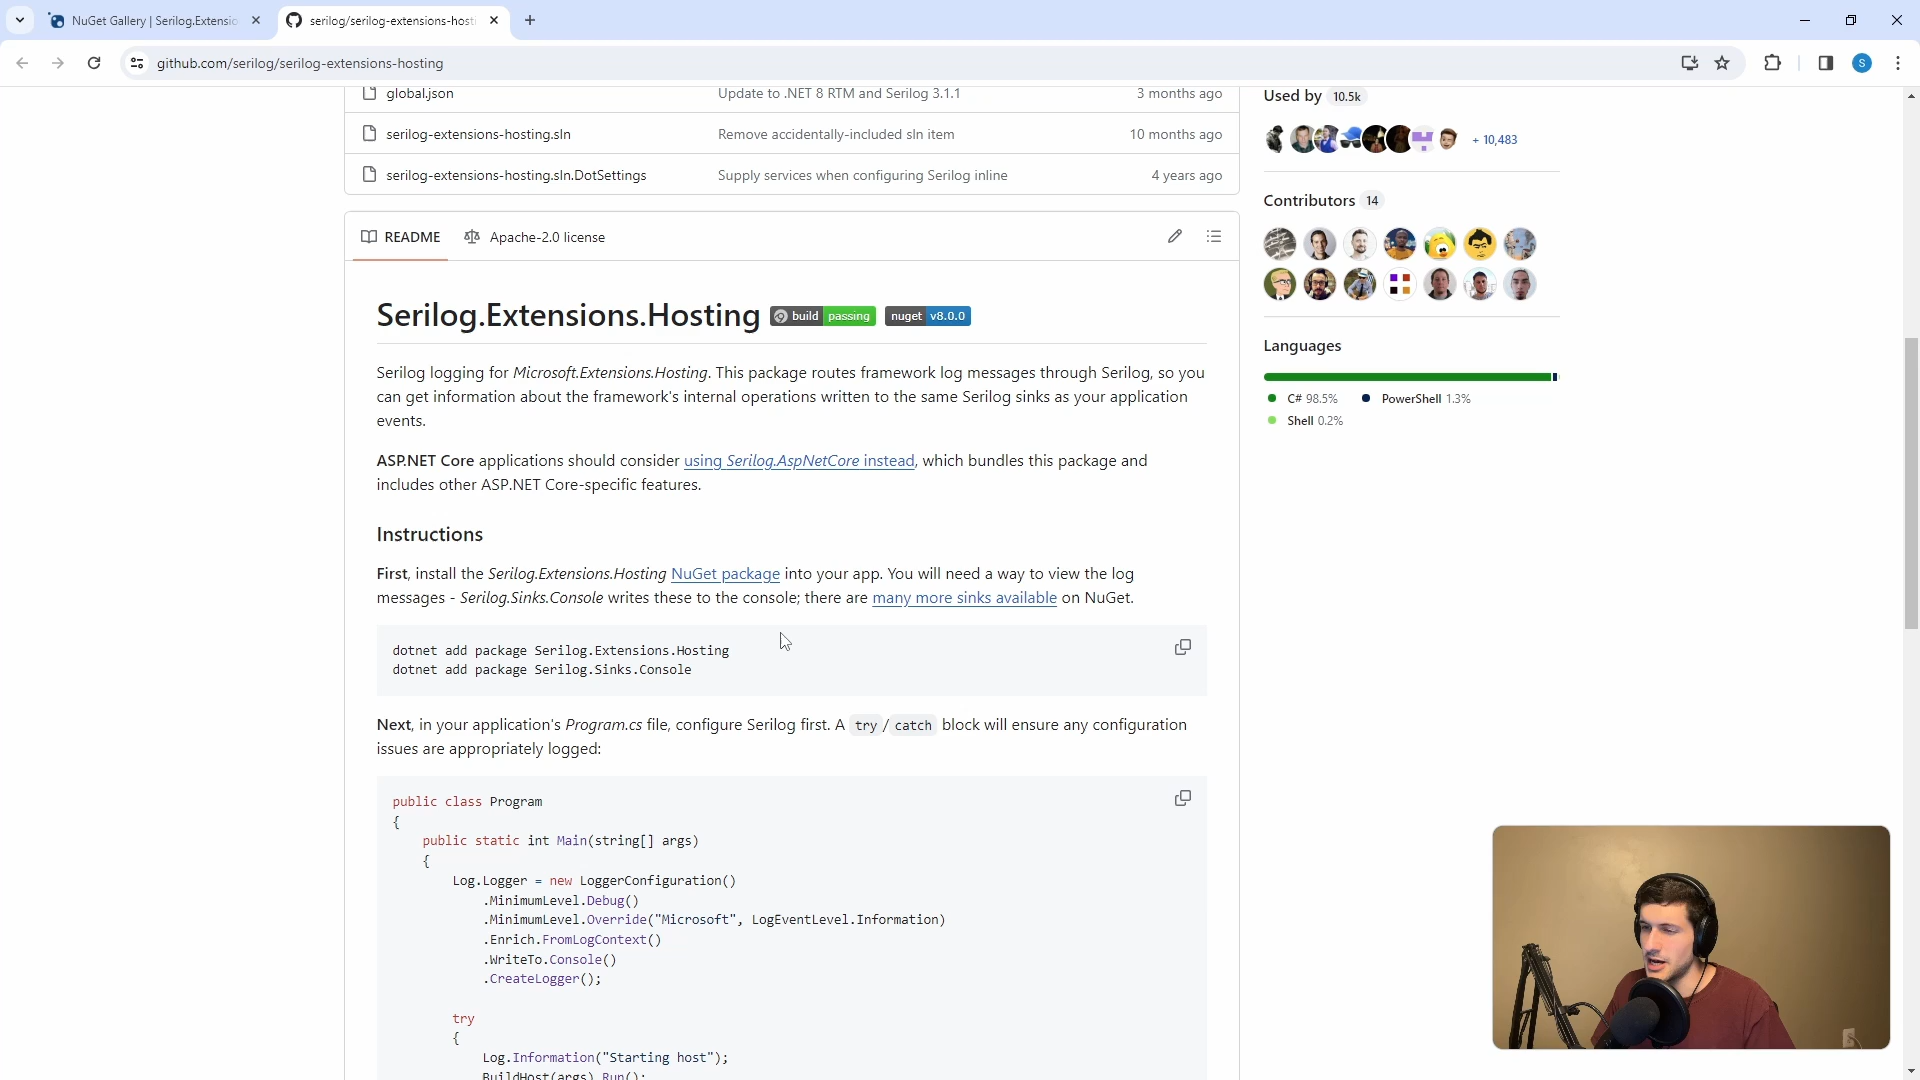 NuGet Gallery | Serilog.Extensio
serilog/serilog-extensions-hosti
github.com/serilog/serilog-extensions-hosting
S
global.json Update to .NET 8 RTM and Serilog 3.1.1 3 months ago
serilog-extensions-hosting.sln Remove accidentally-included sln item 10 months ago
serilog-extensions-hosting.sln.DotSettings Supply services when configuring Serilog inline 4 years ago
README Apache-2.0 license
Serilog.Extensions.Hosting build passing nuget v8.0.0
Serilog logging for Microsoft.Extensions.Hosting. This package routes framework log messages through Serilog, so you
can get information about the framework's internal operations written to the same Serilog sinks as your application
events.
ASP.NET Core applications should consider using Serilog.AspNetCore instead, which bundles this package and
includes other ASP.NET Core-specific features.
Instructions
First, install the Serilog.Extensions.Hosting NuGet package into your app. You will need a way to view the log
messages - Serilog.Sinks.Console writes these to the console; there are many more sinks available on NuGet.
dotnet add package Serilog.Extensions.Hosting
dotnet add package Serilog.Sinks.Console
Next, in your application's Program.cs file, configure Serilog first. A try / catch block will ensure any configuration
issues are appropriately logged:
public class Program
{
public static int Main(string[] args)
{
Log.Logger = new LoggerConfiguration()
.MinimumLevel.Debug()
.MinimumLevel.Override("Microsoft", LogEventLevel.Information)
.Enrich.FromLogContext()
.WriteTo.Console()
.CreateLogger();
try
{
Log.Information("Starting host");
BuildHost(args).Run();
Used by 10.5k
+ 10,483
Contributors 14
Languages
C# 98.5% PowerShell 1.3%
Shell 0.2%